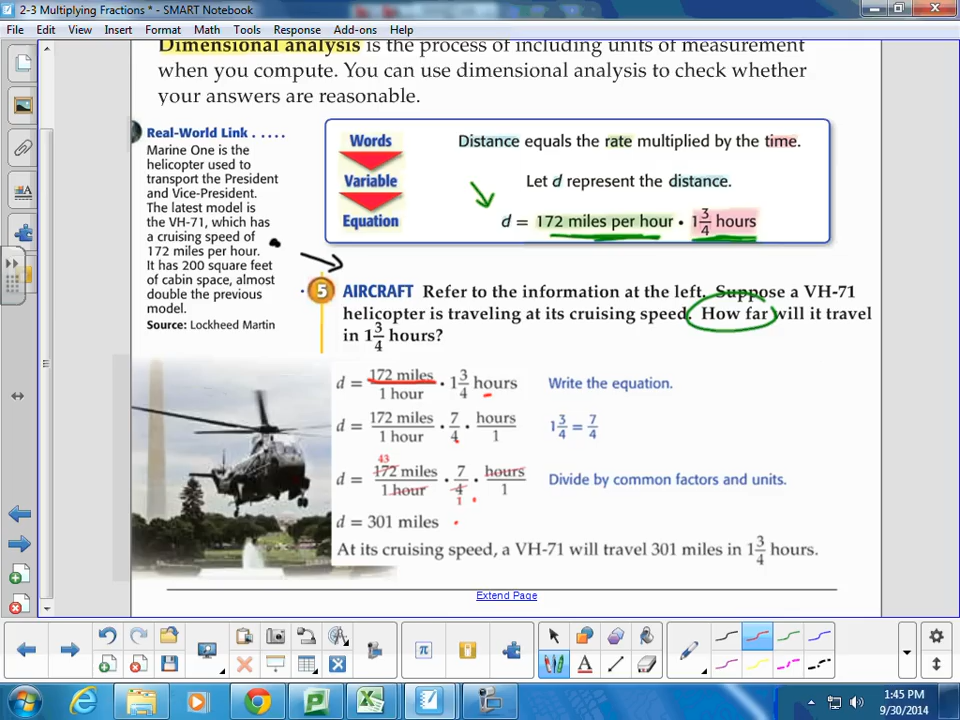 2-3 Multiplying Fractions * - SMART Notebook
File Edit View Insert Format Math Tools Response Add-ons Help
Dimensional analysis is the process of including units of measurement
when you compute. You can use dimensional analysis to check whether
your answers are reasonable.
Real-World Link . . . .
Marine One is the
helicopter used to
transport the President
and Vice-President.
The latest model is
the VH-71, which has
a cruising speed of
172 miles per hour.
It has 200 square feet
of cabin space, almost
double the previous
model.
Source: Lockheed Martin
Words Distance equals the rate multiplied by the time.
Variable Let d represent the distance.
Equation d = 172 miles per hour • 1 3/4 hours
5 AIRCRAFT Refer to the information at the left. Suppose a VH-71
helicopter is traveling at its cruising speed. How far will it travel
in 1 3/4 hours?
d = 172 miles/1 hour • 1 3/4 hours Write the equation.
d = 172 miles/1 hour • 7/4 • hours/1 1 3/4 = 7/4
43
d = 172 miles/1 hour • 7/4 • hours/1 Divide by common factors and units.
1
d = 301 miles
At its cruising speed, a VH-71 will travel 301 miles in 1 3/4 hours.
Extend Page
1:45 PM
9/30/2014